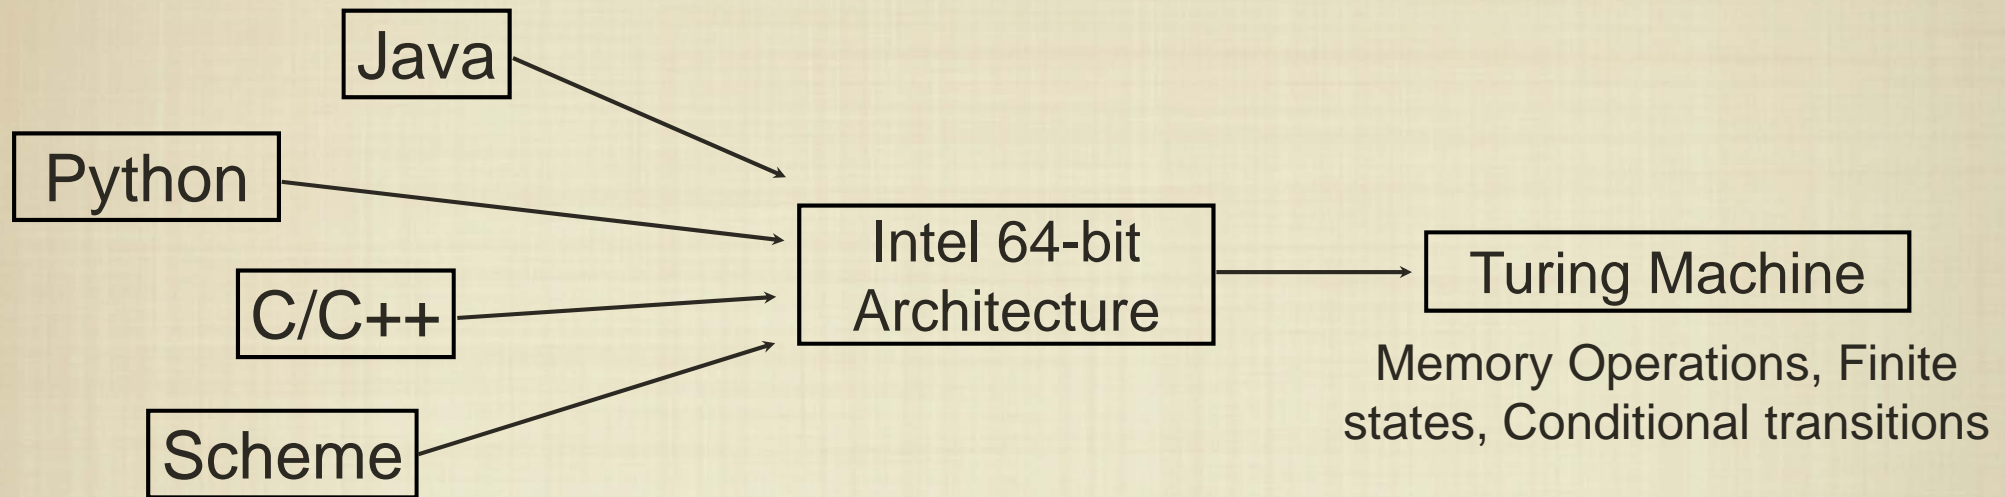 Java
Python
C/C++
Scheme
Intel 64-bit
Architecture
Turing Machine
Memory Operations, Finite
states, Conditional transitions